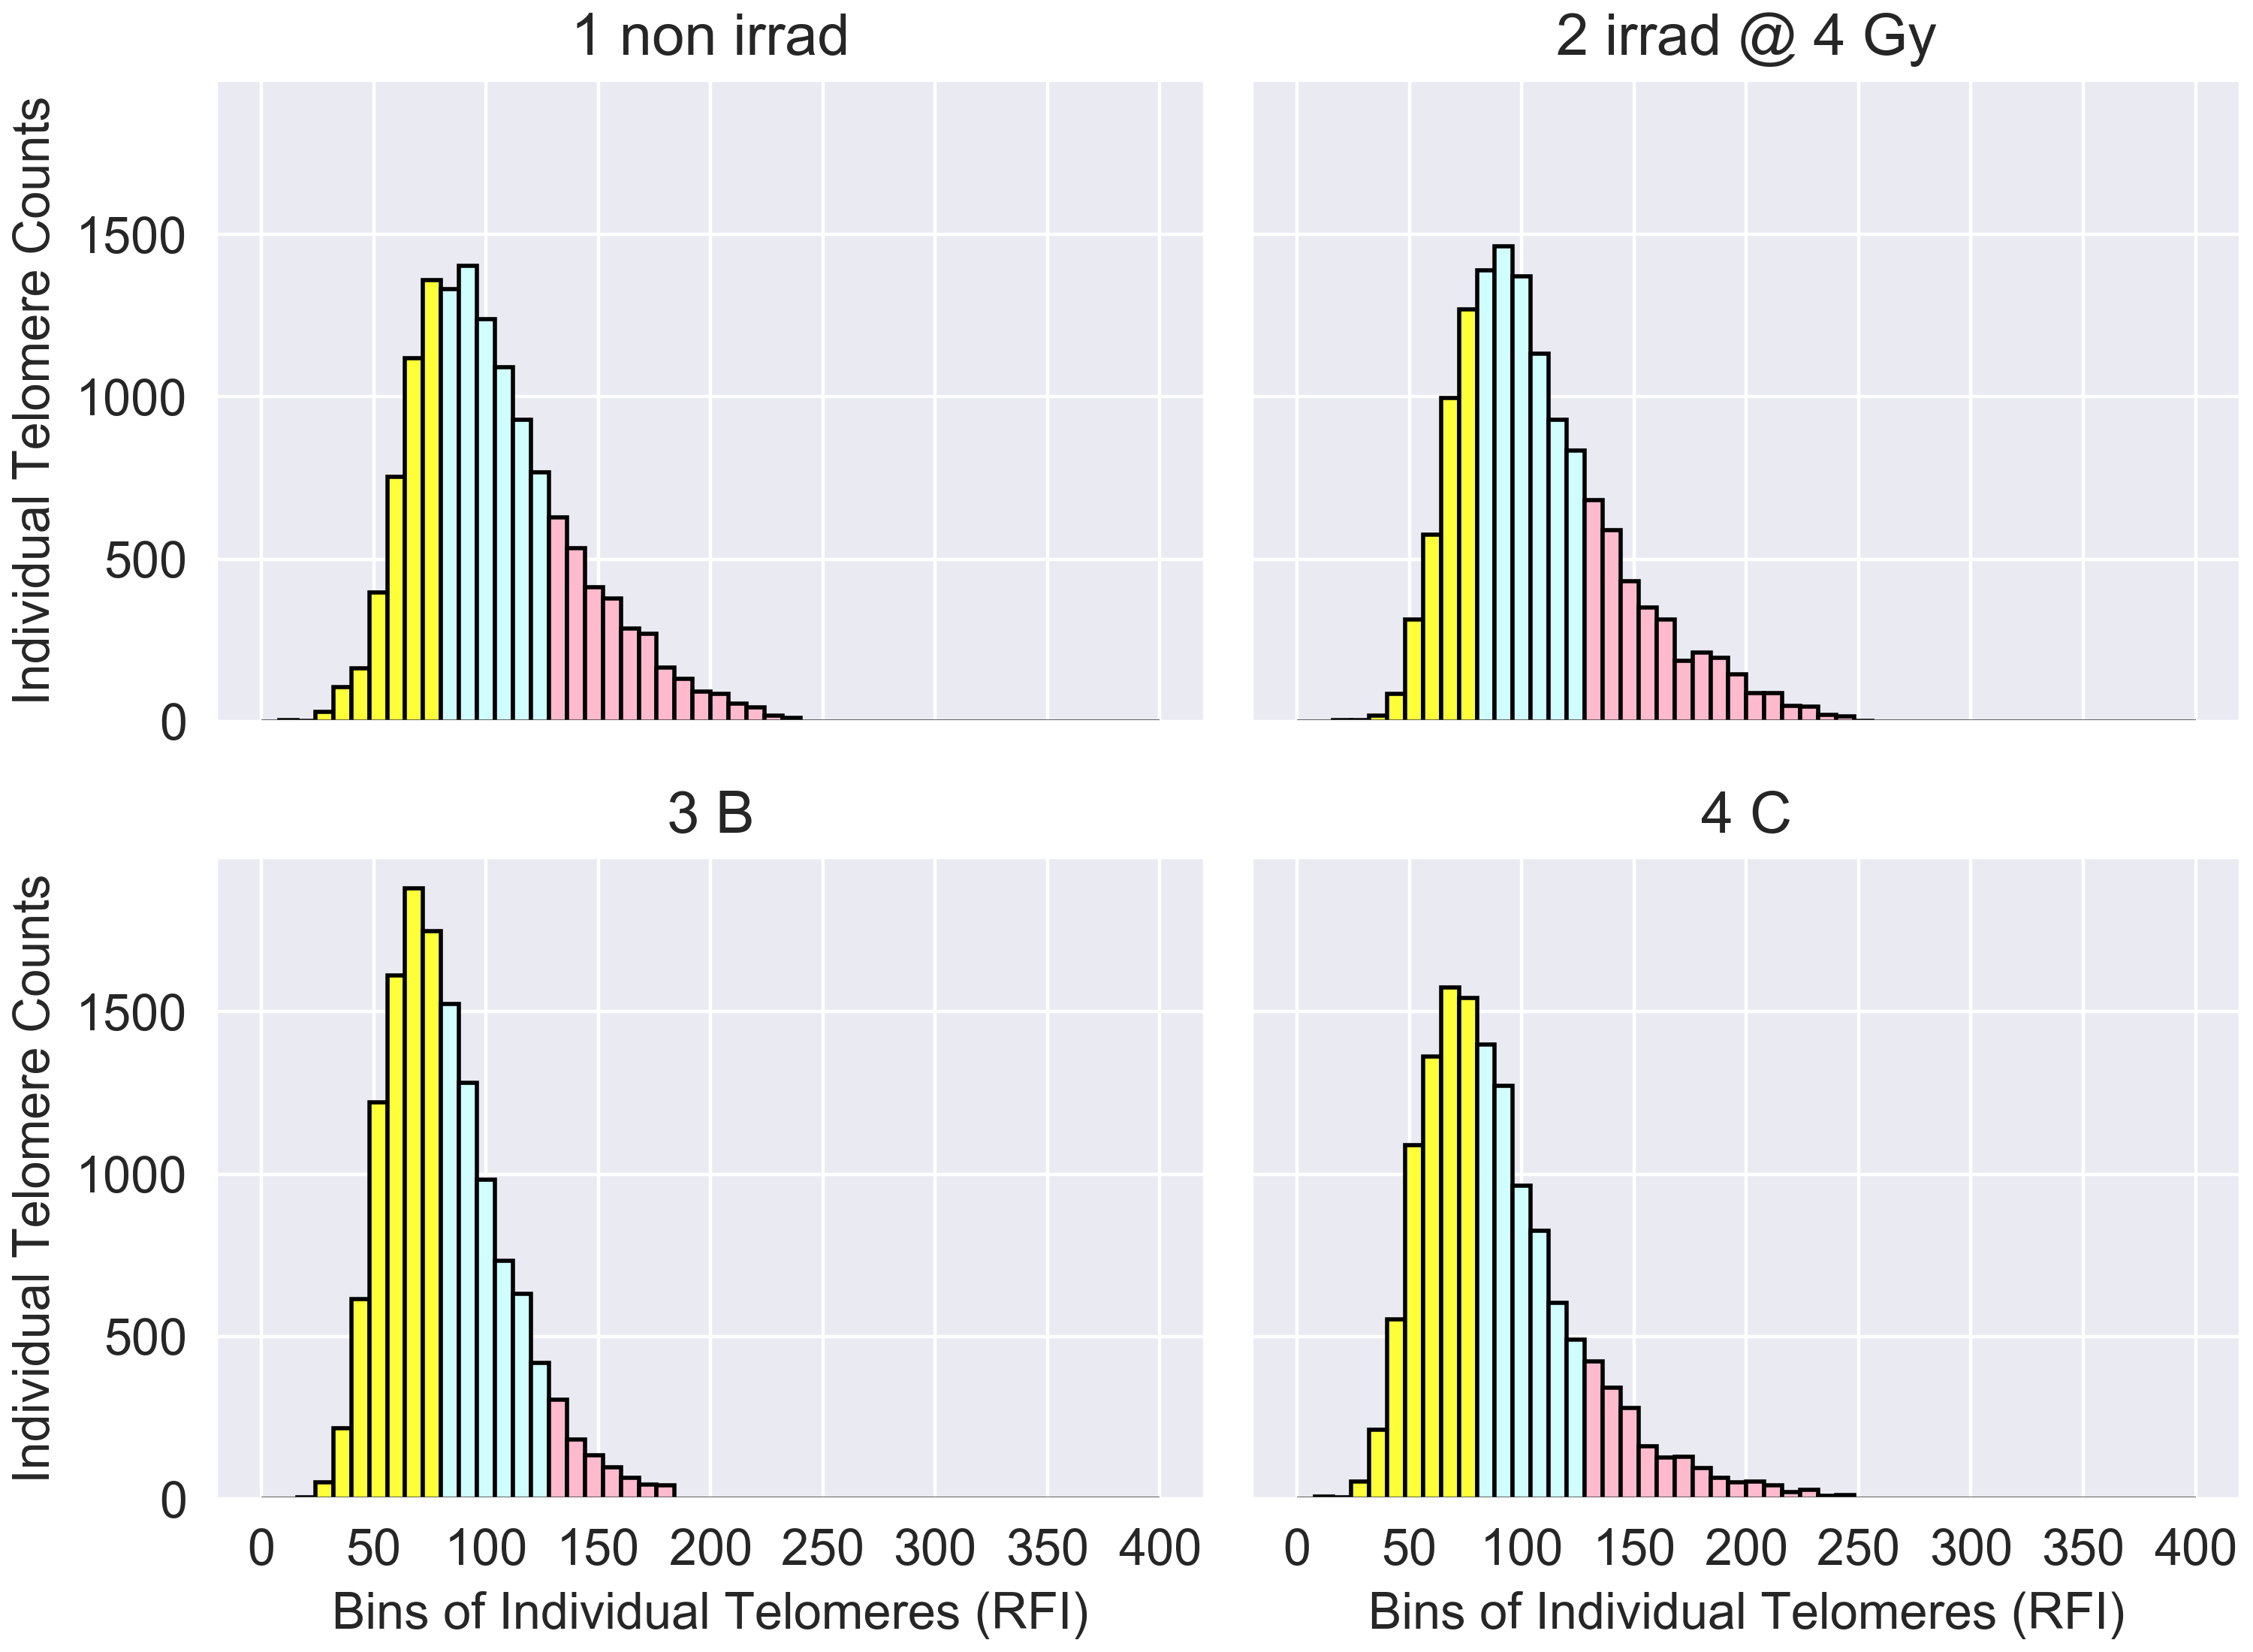 1 non irrad
2 irrad @ 4 Gy
Individual Telomere Counts
1500
1000
500
0
3 B
4 C
Individual Telomere Counts
1500
1000
500
0
0 50 100 150 200 250 300 350 400
0 50 100 150 200 250 300 350 400
Bins of Individual Telomeres (RFI)
Bins of Individual Telomeres (RFI)